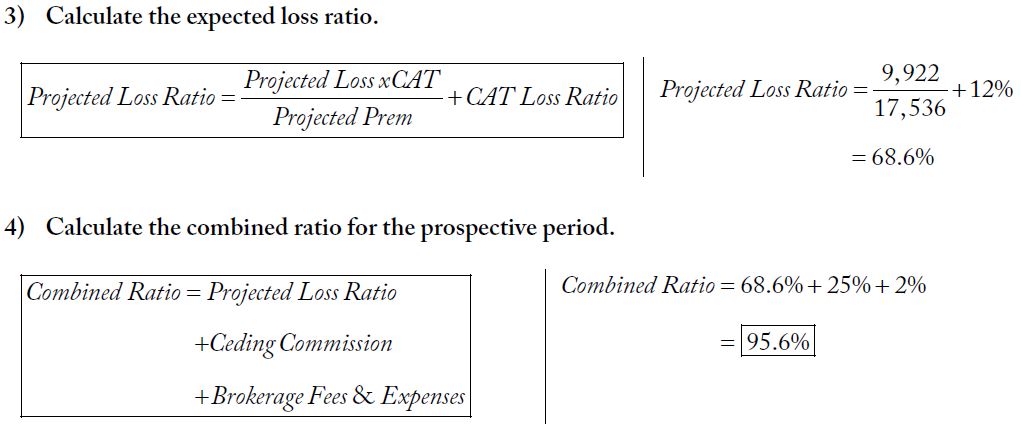 3) Calculate the expected loss ratio.
Projected Loss Ratio = Projected Loss xCAT / Projected Prem + CAT Loss Ratio
Projected Loss Ratio = 9,922 / 17,536 + 12%
= 68.6%
4) Calculate the combined ratio for the prospective period.
Combined Ratio = Projected Loss Ratio
+Ceding Commission
+Brokerage Fees & Expenses
Combined Ratio = 68.6% + 25% + 2%
= 95.6%